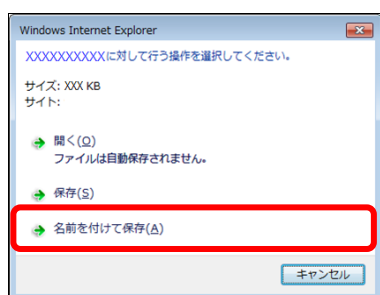 Windows Internet Explorer
XXXXXXXXXXに対して行う操作を選択してください。
サイズ: XXX KB
サイト:
開く(O)
ファイルは自動保存されません。
保存(S)
名前を付けて保存(A)
キャンセル